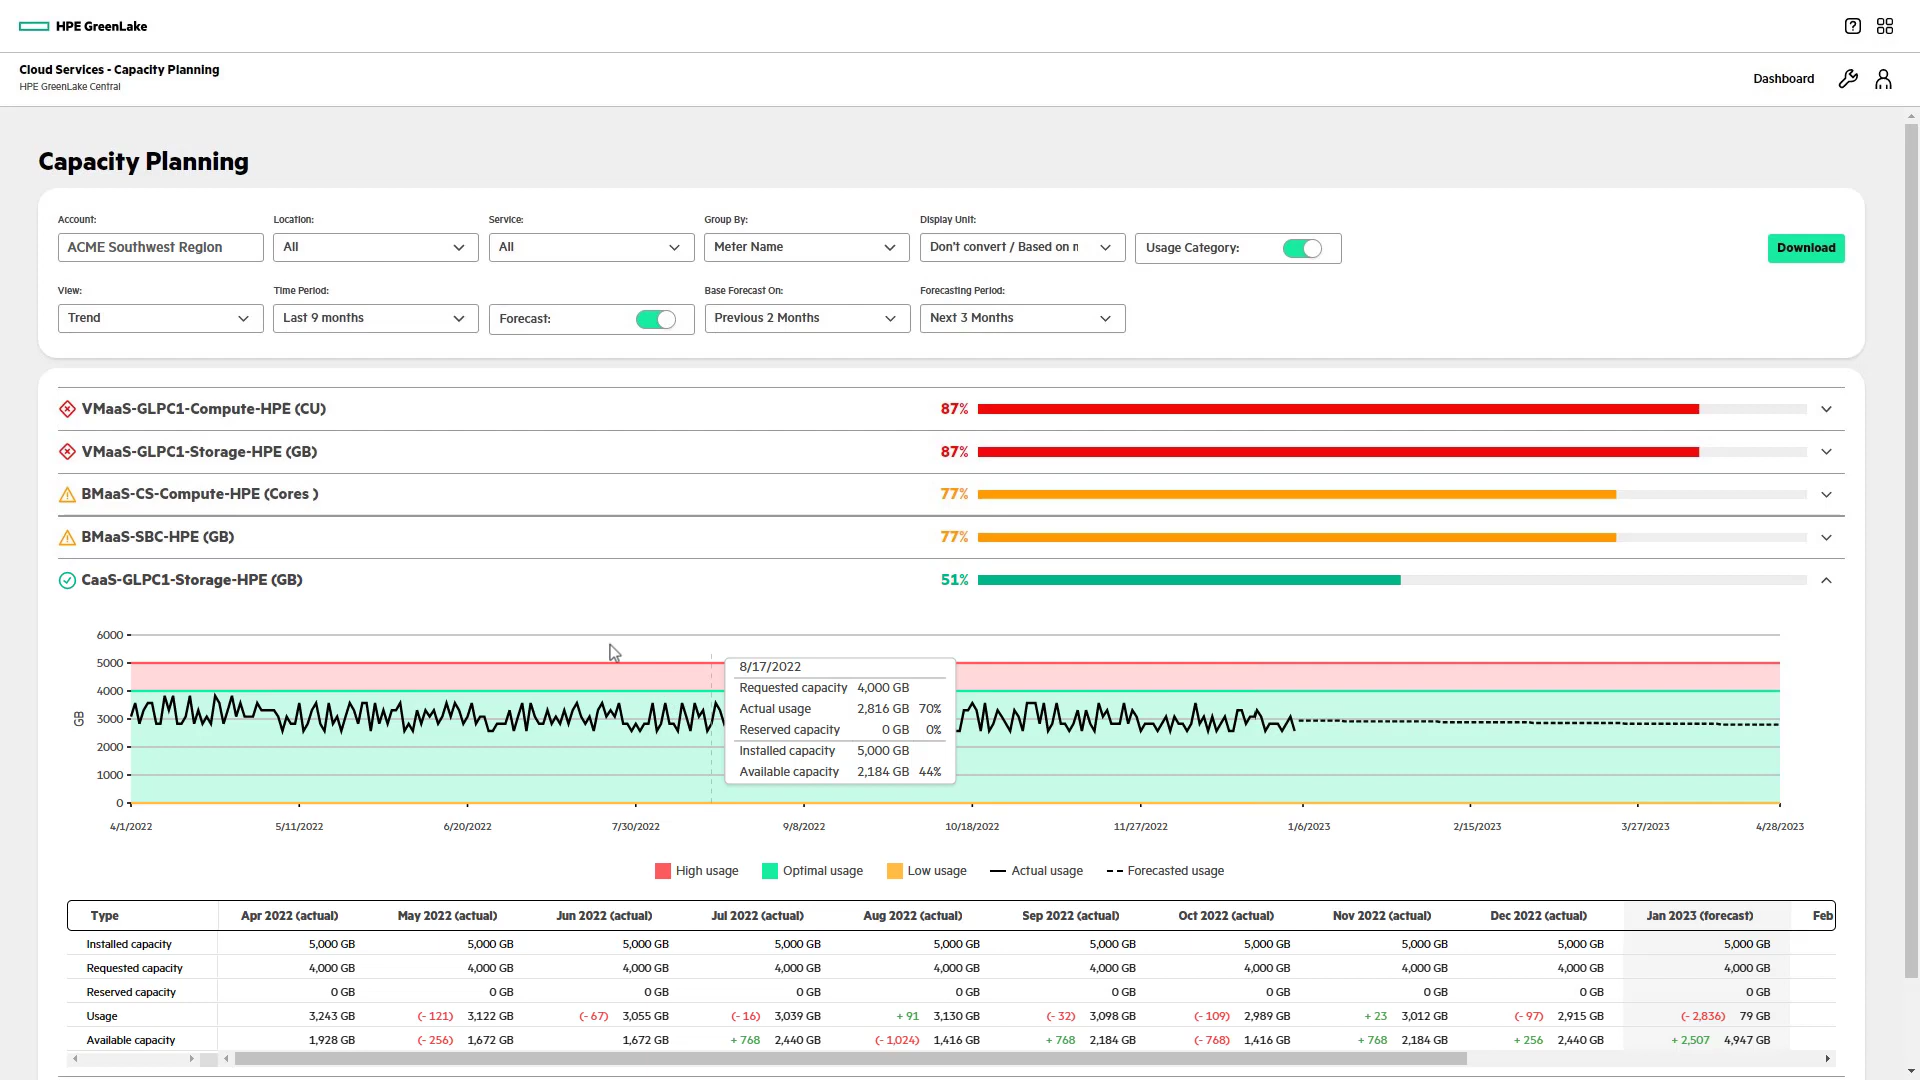 HPE GreenLake
Cloud Services - Capacity Planning
HPE GreenLake Central
Dashboard
Capacity Planning
Account: Location: Service: Group By: Display Unit:
ACME Southwest Region All All Meter Name Don't convert / Based on Usage Category: Download
View: Time Period: Base Forecast On: Forecasting Period:
Trend Last 9 months Forecast: Previous 2 Months Next 3 Months
VMaaS-GLPC1-Compute-HPE (CU) 87%
VMaaS-GLPC1-Storage-HPE (GB) 87%
BMaaS-CS-Compute-HPE (Cores ) 77%
BMaaS-SBC-HPE (GB) 77%
CaaS-GLPC1-Storage-HPE (GB) 51%
6000
5000
4000
3000
2000
1000
0
GB
8/17/2022
Requested capacity 4,000 GB
Actual usage 2,816 GB 70%
Reserved capacity 0 GB 0%
Installed capacity 5,000 GB
Available capacity 2,184 GB 44%
4/1/2022 5/11/2022 6/20/2022 7/30/2022 9/8/2022 10/18/2022 11/27/2022 1/6/2023 2/15/2023 3/27/2023 4/28/2023
High usage Optimal usage Low usage Actual usage Forecasted usage
Type Apr 2022 (actual) May 2022 (actual) Jun 2022 (actual) Jul 2022 (actual) Aug 2022 (actual) Sep 2022 (actual) Oct 2022 (actual) Nov 2022 (actual) Dec 2022 (actual) Jan 2023 (forecast) Feb
Installed capacity 5,000 GB 5,000 GB 5,000 GB 5,000 GB 5,000 GB 5,000 GB 5,000 GB 5,000 GB 5,000 GB 5,000 GB
Requested capacity 4,000 GB 4,000 GB 4,000 GB 4,000 GB 4,000 GB 4,000 GB 4,000 GB 4,000 GB 4,000 GB 4,000 GB
Reserved capacity 0 GB 0 GB 0 GB 0 GB 0 GB 0 GB 0 GB 0 GB 0 GB 0 GB
Usage 3,243 GB (- 121) 3,122 GB (- 67) 3,055 GB (- 16) 3,039 GB + 91 3,130 GB (- 32) 3,098 GB (- 109) 2,989 GB + 23 3,012 GB (- 97) 2,915 GB (- 2,836) 79 GB
Available capacity 1,928 GB (- 256) 1,672 GB 1,672 GB + 768 2,440 GB (- 1,024) 1,416 GB + 768 2,184 GB (- 768) 1,416 GB + 768 2,184 GB + 256 2,440 GB + 2,507 4,947 GB